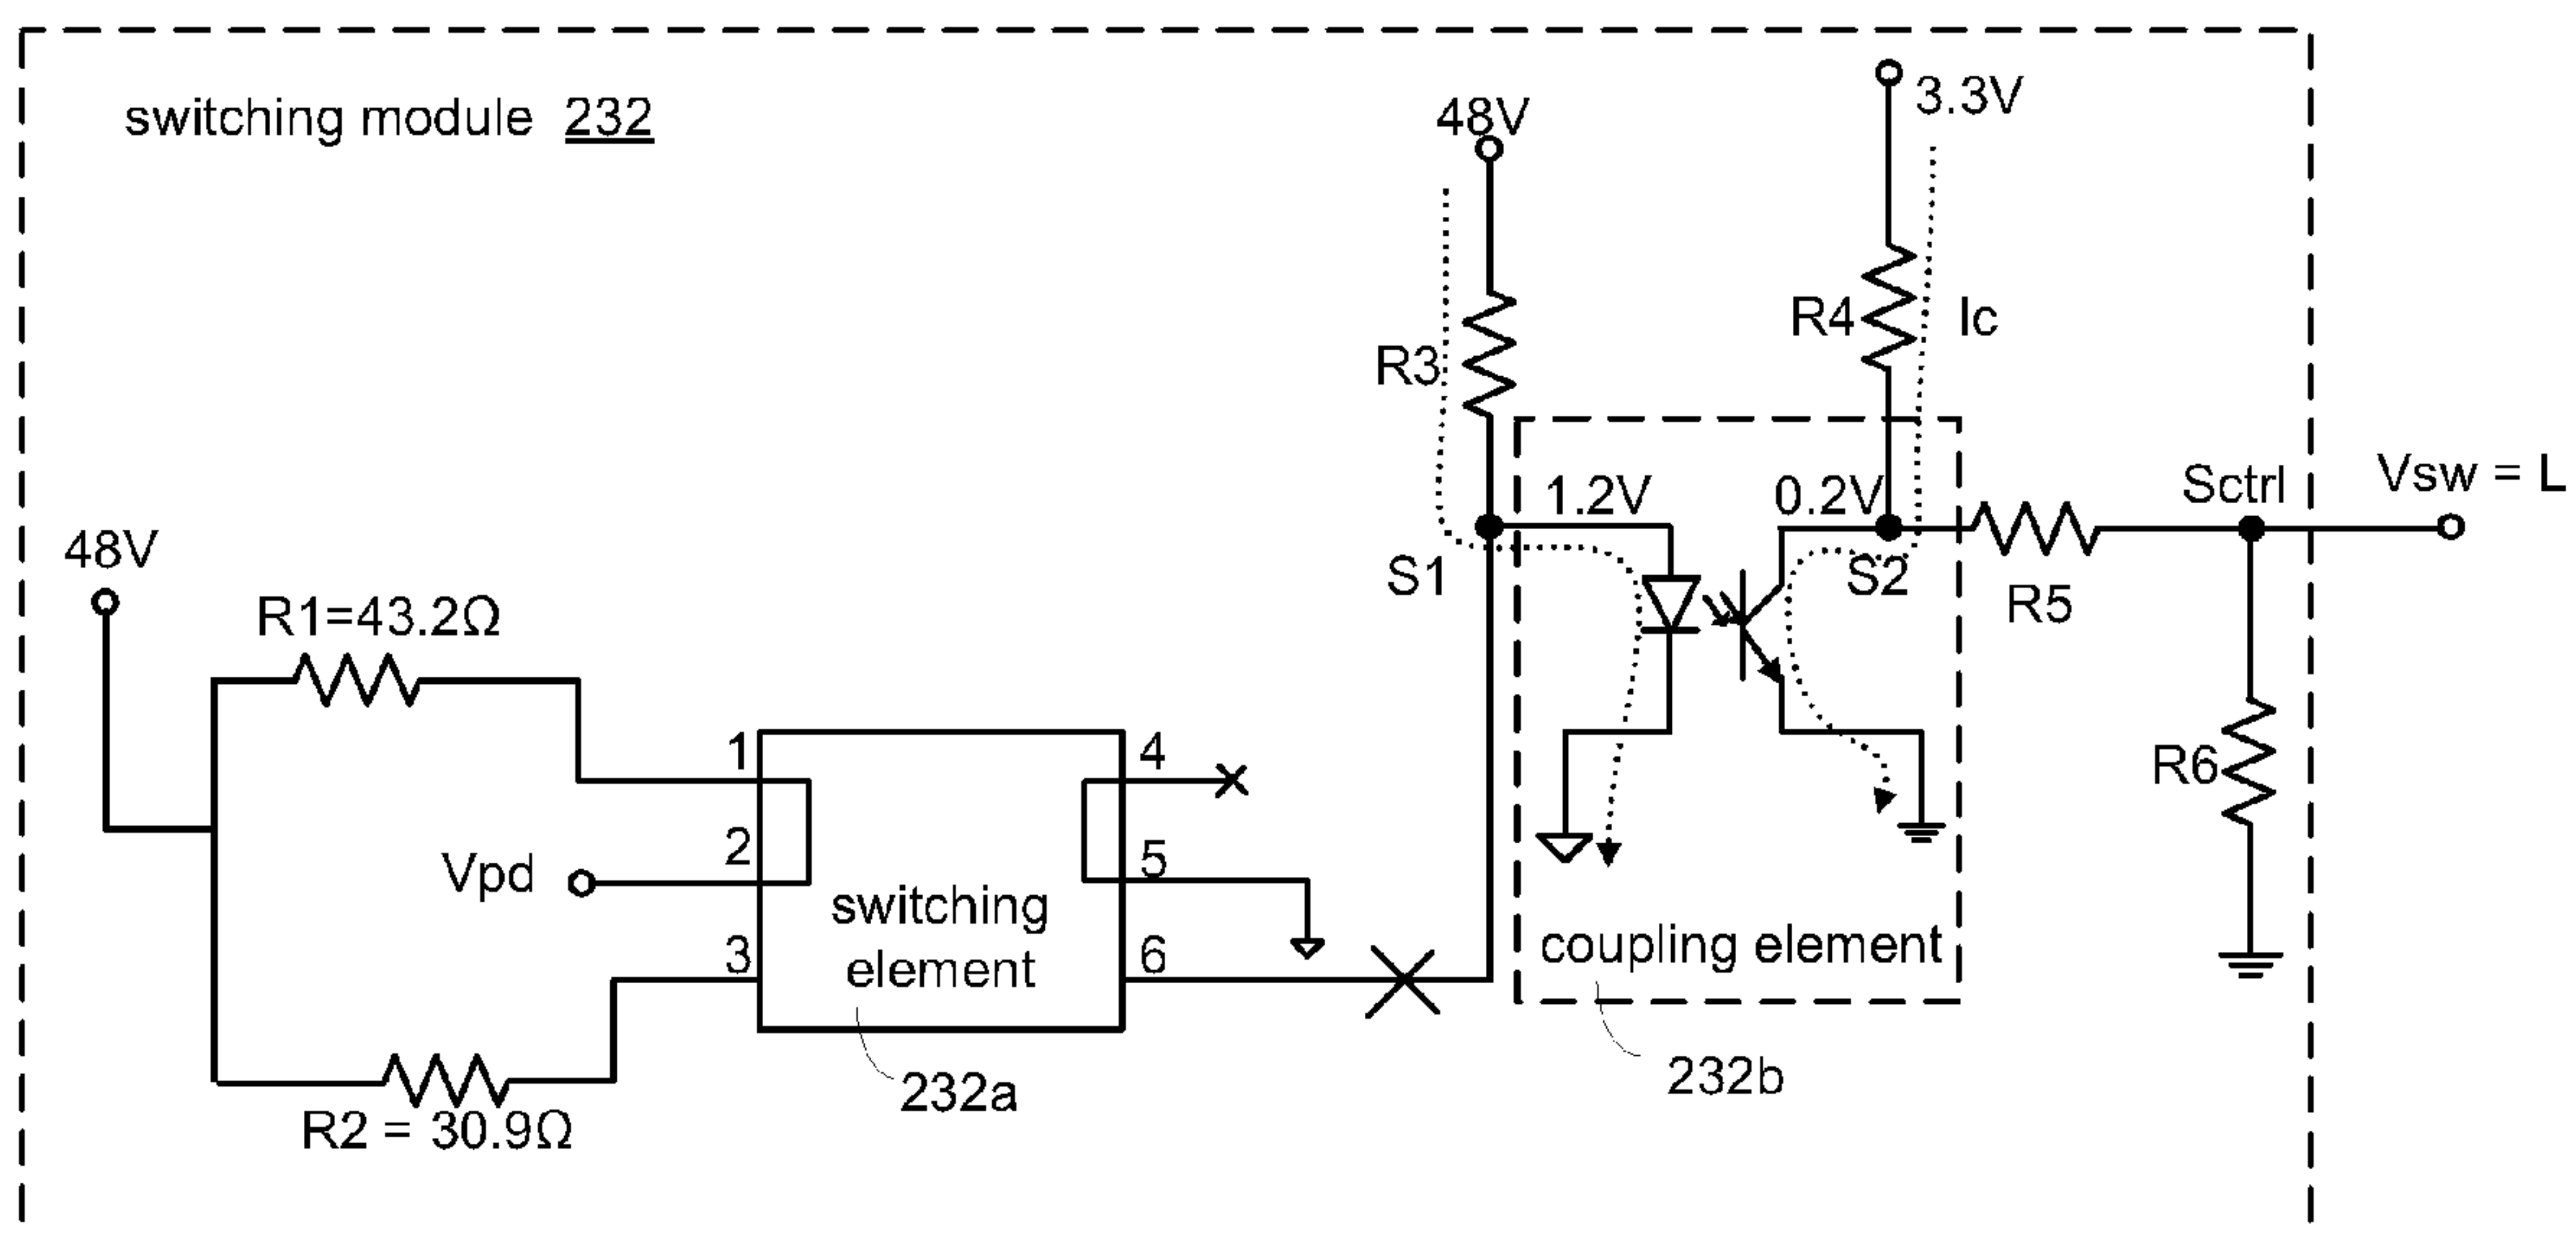 switching module 232
48V
3.3V
R3
R4
Ic
1.2V
0.2V
Sctrl
Vsw = L
S1
S2
R5
48V
R1=43.2Ω
1
2
3
4
5
6
Vpd
switching
element
R6
coupling element
232a
232b
R2 = 30.9Ω